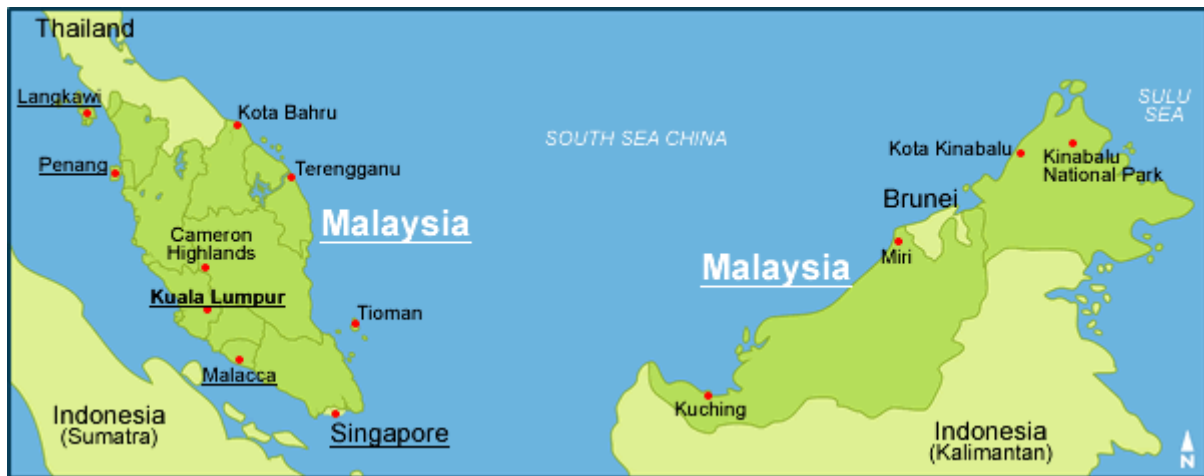 Thailand
Langkawi
Kota Bahru
Penang
Terengganu
Malaysia
Cameron
Highlands
Kuala Lumpur
Tioman
Malacca
Indonesia
(Sumatra)
Singapore
SOUTH SEA CHINA
SULU
SEA
Kota Kinabalu
Kinabalu
National Park
Brunei
Miri
Malaysia
Kuching
Indonesia
(Kalimantan)
N